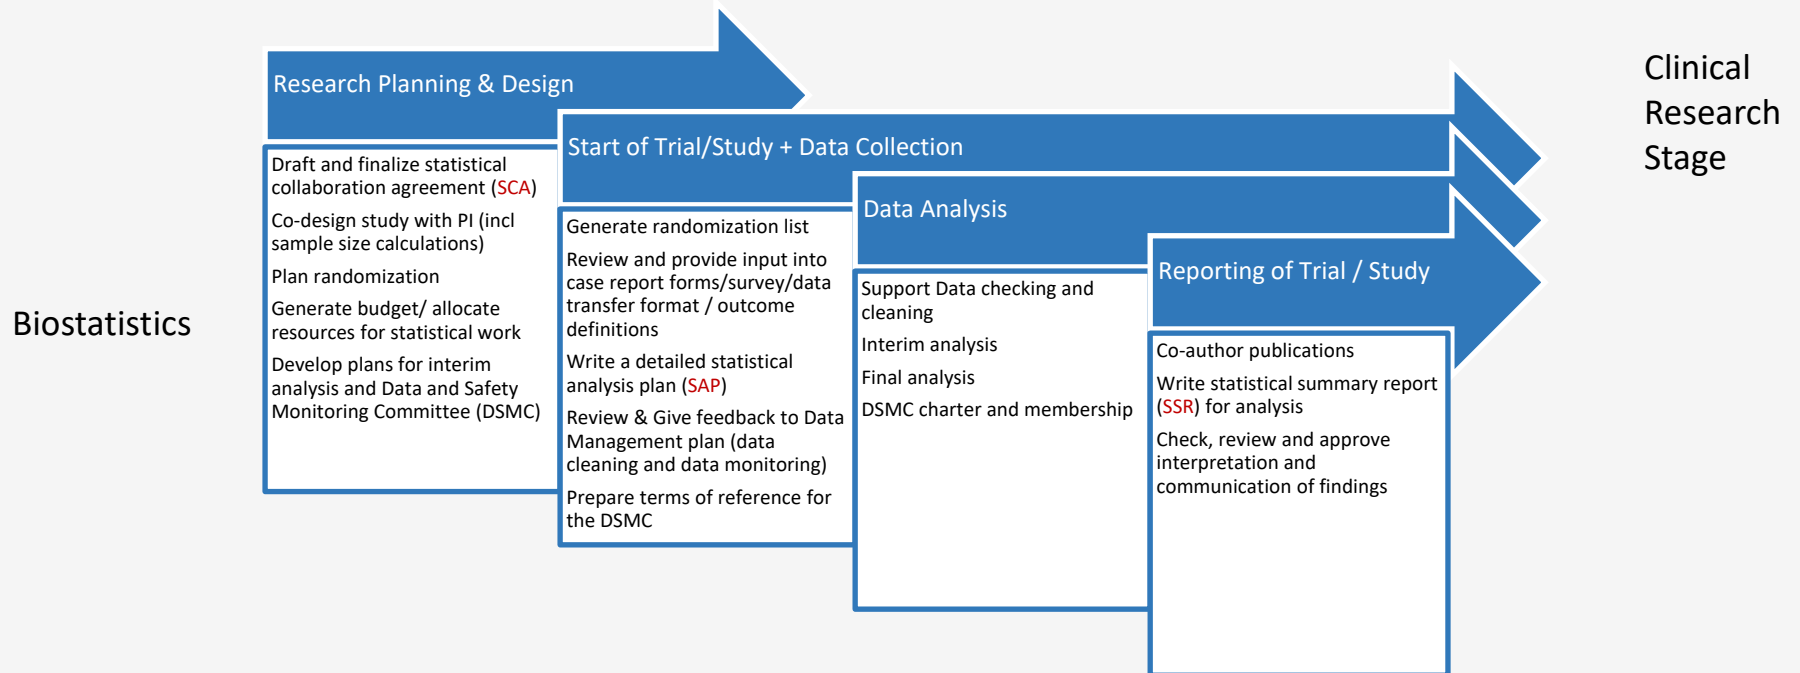 Clinical
Research
Stage
Biostatistics
Research Planning & Design
Draft and finalize statistical
collaboration agreement (SCA)
Co-design study with PI (incl
sample size calculations)
Plan randomization
Generate budget/ allocate
resources for statistical work
Develop plans for interim
analysis and Data and Safety
Monitoring Committee (DSMC)
Start of Trial/Study + Data Collection
Generate randomization list
Review and provide input into
case report forms/survey/data
transfer format / outcome
definitions
Write a detailed statistical
analysis plan (SAP)
Review & Give feedback to Data
Management plan (data
cleaning and data monitoring)
Prepare terms of reference for
the DSMC
Data Analysis
Support Data checking and
cleaning
Interim analysis
Final analysis
DSMC charter and membership
Reporting of Trial / Study
Co-author publications
Write statistical summary report
(SSR) for analysis
Check, review and approve
interpretation and
communication of findings